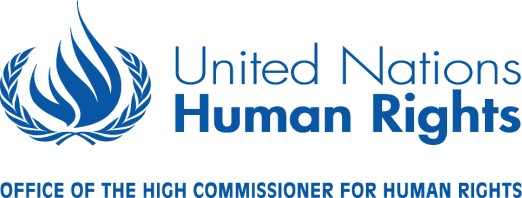 United Nations
Human Rights
OFFICE OF THE HIGH COMMISSIONER FOR HUMAN RIGHTS